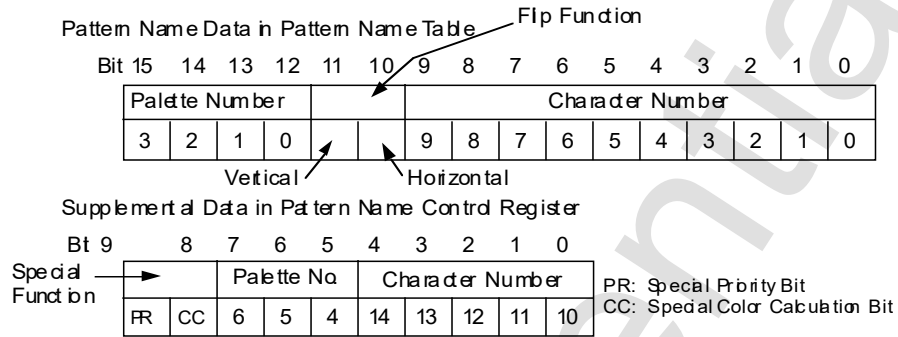 Flip Function
Pattern Name Data in Pattern Name Table
Bit 15 14 13 12 11 10 9 8 7 6 5 4 3 2 1 0
Palette Number Character Number
3 2 1 0 9 8 7 6 5 4 3 2 1 0
Vertical Horizontal
Supplemental Data in Pattern Name Control Register
Bit 9 8 7 6 5 4 3 2 1 0
Special Function Palette No. Character Number
PR CC 6 5 4 14 13 12 11 10
PR: Special Priority Bit
CC: Special Color Calculation Bit